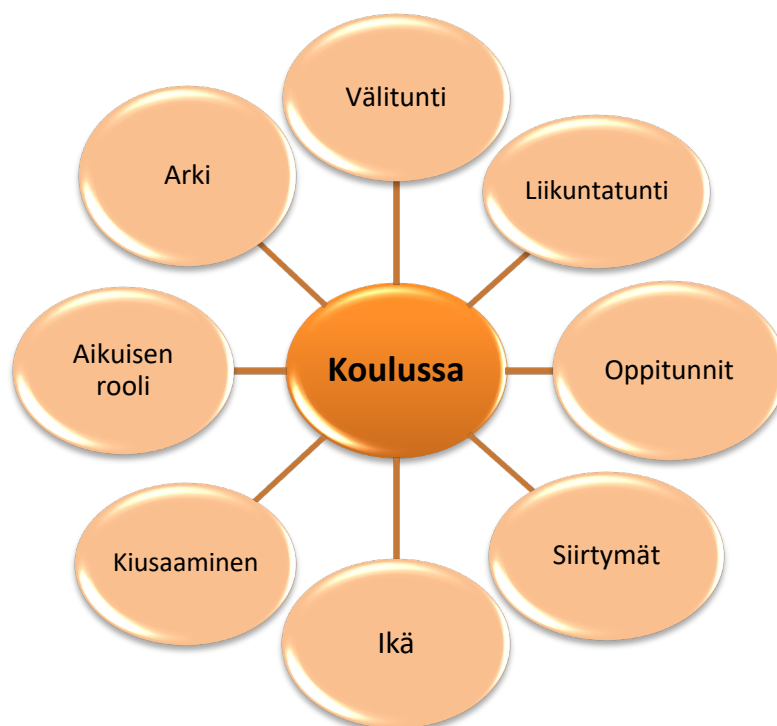 Välitunti
Arki
Liikuntatunti
Aikuisen
rooli
Koulussa
Oppitunnit
Kiusaaminen
Siirtymät
Ikä